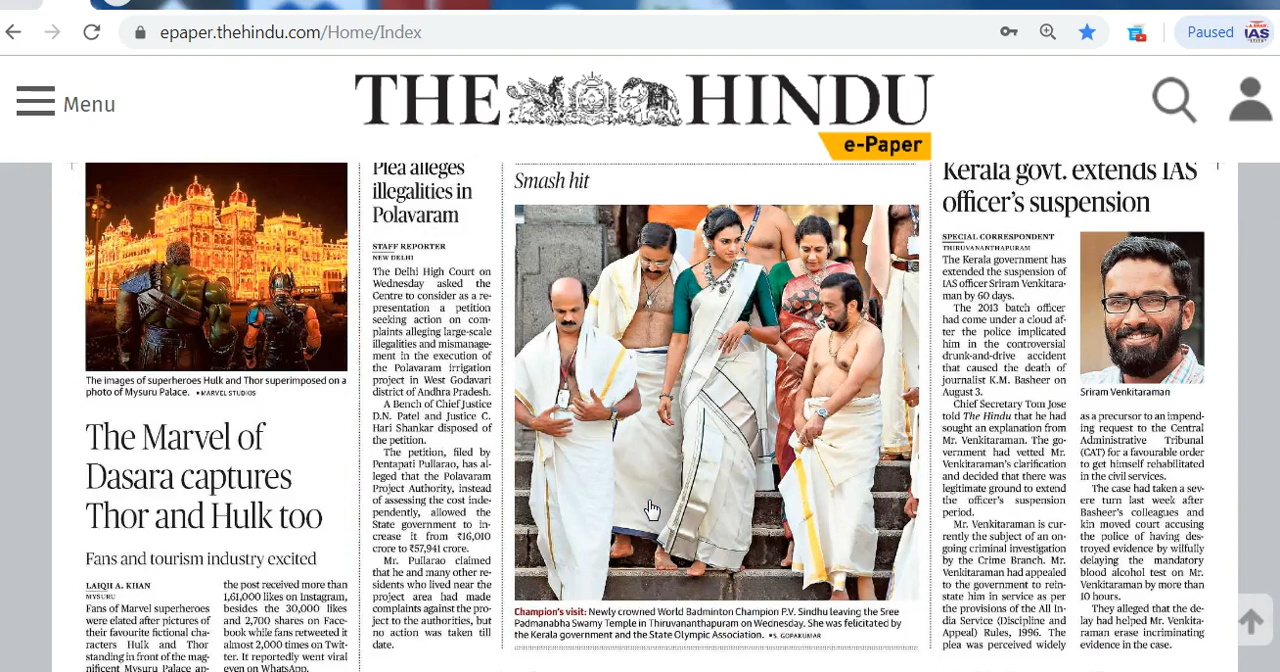 epaper.thehindu.com/Home/Index
Paused
IAS
Menu
THE HINDU
e-Paper
The images of superheroes Hulk and Thor superimposed on a
photo of Mysuru Palace. •MARVEL STUDIOS
The Marvel of
Dasara captures
Thor and Hulk too
Fans and tourism industry excited
LAIQH A. KHAN
MYSURU
Fans of Marvel superheroes
were elated after pictures of
their favourite fictional cha-
racters Hulk and Thor
standing in front of the mag-
nificent Mysuru Palace ap-
the post received more than
1,61,000 likes on Instagram,
besides the 30,000 likes
and 2,700 shares on Face-
book while fans retweeted it
almost 2,000 times on Twit-
ter. It reportedly went viral
even on WhatsApp.
Plea alleges
illegalities in
Polavaram
STAFF REPORTER
NEW DELHI
The Delhi High Court on
Wednesday asked the
Centre to consider as a re-
presentation a petition
seeking action on com-
plaints alleging large-scale
illegalities and mismanage-
ment in the execution of
the Polavaram irrigation
project in West Godavari
district of Andhra Pradesh.
A Bench of Chief Justice
D.N. Patel and Justice C.
Hari Shankar disposed of
the petition.
The petition, filed by
Pentapati Pullarao, has al-
leged that the Polavaram
Project Authority, instead
of assessing the cost inde-
pendently, allowed the
State government to in-
crease it from ₹16,010
crore to ₹57,941 crore.
Mr. Pullarao claimed
that he and many other re-
sidents who lived near the
project area had made
complaints against the pro-
ject to the authorities, but
no action was taken till
date.
Smash hit
Champion's visit: Newly crowned World Badminton Champion P.V. Sindhu leaving the Sree
Padmanabha Swamy Temple in Thiruvananthapuram on Wednesday. She was felicitated by
the Kerala government and the State Olympic Association. •S. GOPAKUMAR
Kerala govt. extends IAS
officer's suspension
SPECIAL CORRESPONDENT
THIRUVANANTHAPURAM
The Kerala government has
extended the suspension of
IAS officer Sriram Venkitara-
man by 60 days.
The 2013 batch officer
had come under a cloud af-
ter the police implicated
him in the controversial
drunk-and-drive accident
that caused the death of
journalist K.M. Basheer on
August 3.
Chief Secretary Tom Jose
told The Hindu that he had
sought an explanation from
Mr. Venkitaraman. The go-
vernment had vetted Mr.
Venkitaraman's clarification
and decided that there was
legitimate ground to extend
the officer's suspension
period.
Mr. Venkitaraman is cur-
rently the subject of an on-
going criminal investigation
by the Crime Branch. Mr.
Venkitaraman had appealed
to the government to rein-
state him in service as per
the provisions of the All In-
dia Service (Discipline and
Appeal) Rules, 1996. The
plea was perceived widely
Sriram Venkitaraman
as a precursor to an impend-
ing request to the Central
Administrative Tribunal
(CAT) for a favourable order
to get himself rehabilitated
in the civil services.
The case had taken a sev-
ere turn last week after
Basheer's colleagues and
kin moved court accusing
the police of having des-
troyed evidence by wilfully
delaying the mandatory
blood alcohol test on Mr.
Venkitaraman by more than
10 hours.
They alleged that the de-
lay had helped Mr. Venkita-
raman erase incriminating
evidence in the case.